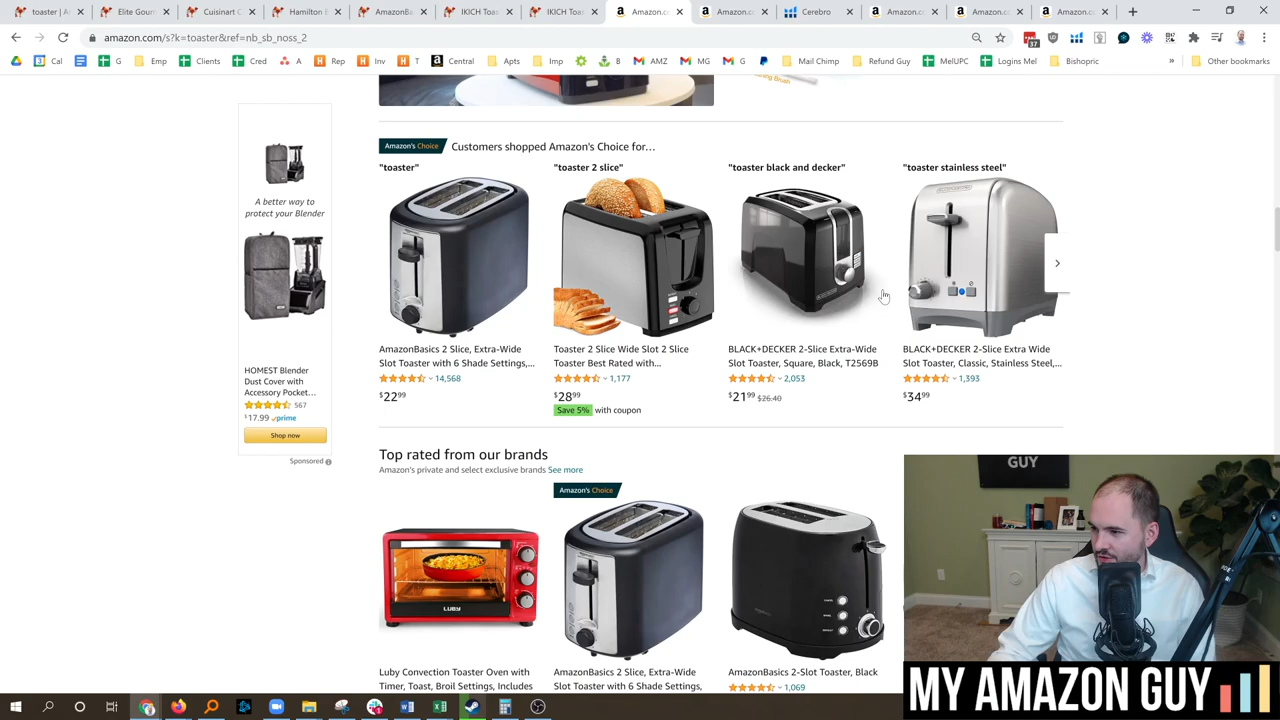 toaster | A
Elite Gourm
Cuisinart C
Hamilton B
AmazonBas
IKICH Toas
IKICH Toas
Amazon.co
Cerebro
Amazon.co
Amazon.co
Amazon.co
amazon.com/s?k=toaster&ref=nb_sb_noss_2
37
Cal
G
Emp
Clients
Cred
A
Rep
Inv
T
Central
Apts
Imp
B
AMZ
MG
G
Mail Chimp
Refund Guy
MelUPC
Logins Mel
Bishopric
»
Other bookmarks
Amazon's Choice Customers shopped Amazon's Choice for…
"toaster"
"toaster 2 slice"
"toaster black and decker"
"toaster stainless steel"
A better way to
protect your Blender
HOMEST Blender
Dust Cover with
Accessory Pocket…
567
$17.99 prime
Shop now
Sponsored
AmazonBasics 2 Slice, Extra-Wide
Slot Toaster with 6 Shade Settings,…
14,568
$22.99
Toaster 2 Slice Wide Slot 2 Slice
Toaster Best Rated with…
1,177
$28.99
Save 5% with coupon
BLACK+DECKER 2-Slice Extra-Wide
Slot Toaster, Square, Black, T2569B
2,053
$21.99 $26.40
BLACK+DECKER 2-Slice Extra Wide
Slot Toaster, Classic, Stainless Steel,…
1,393
$34.99
Top rated from our brands
Amazon's private and select exclusive brands See more
Amazon's Choice
LUBY
Luby Convection Toaster Oven with
Timer, Toast, Broil Settings, Includes
AmazonBasics 2 Slice, Extra-Wide
Slot Toaster with 6 Shade Settings,
AmazonBasics 2-Slot Toaster, Black
1,069
GUY
MY AMAZON GUY